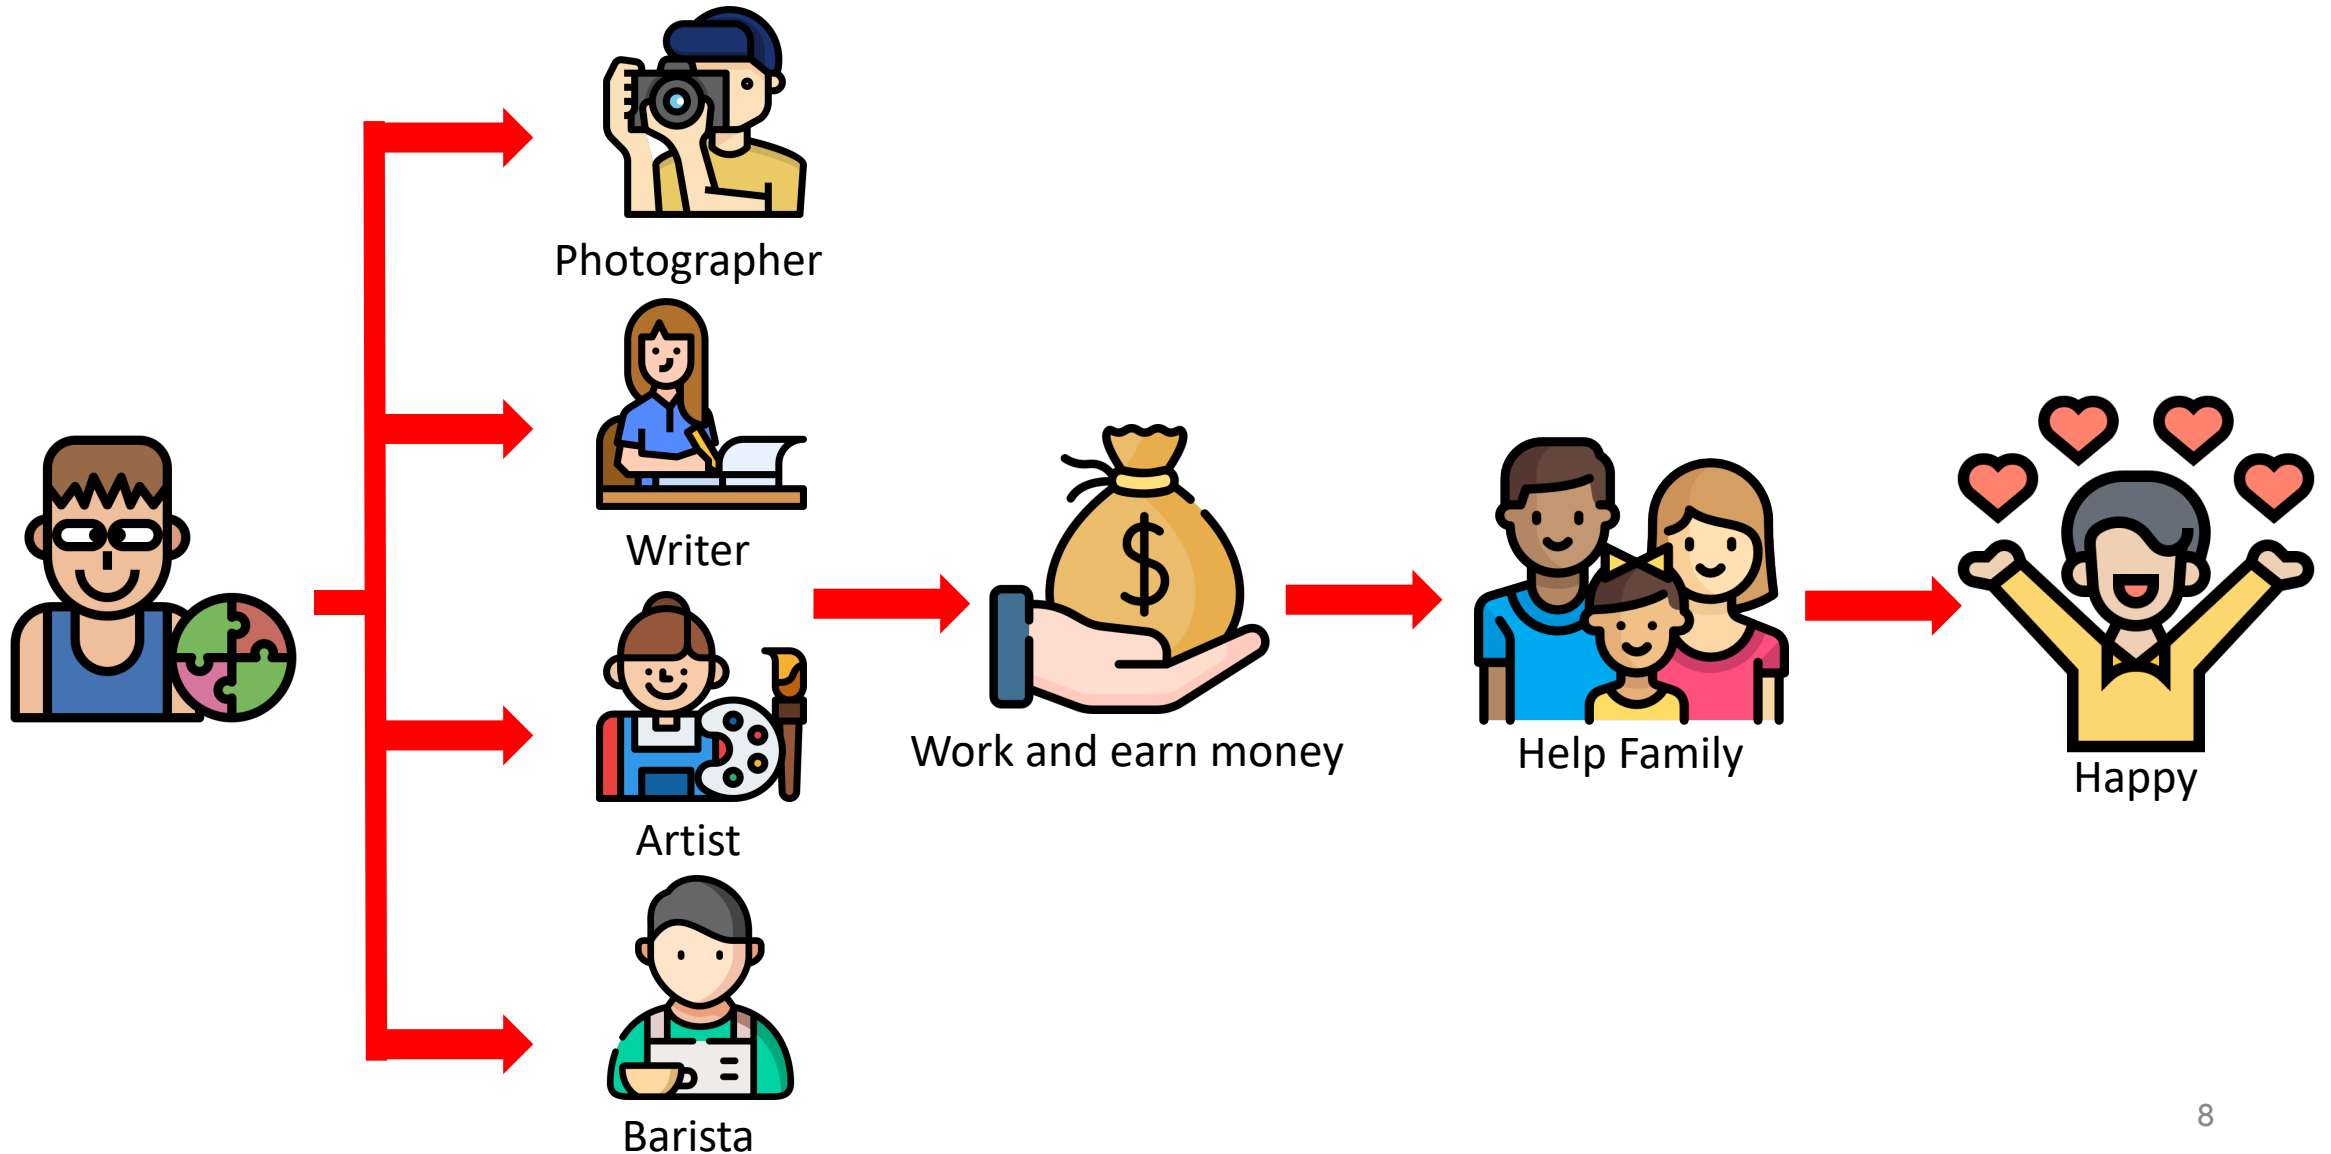 Photographer
Writer
Artist
Barista
$
Work and earn money
Help Family
Happy
8